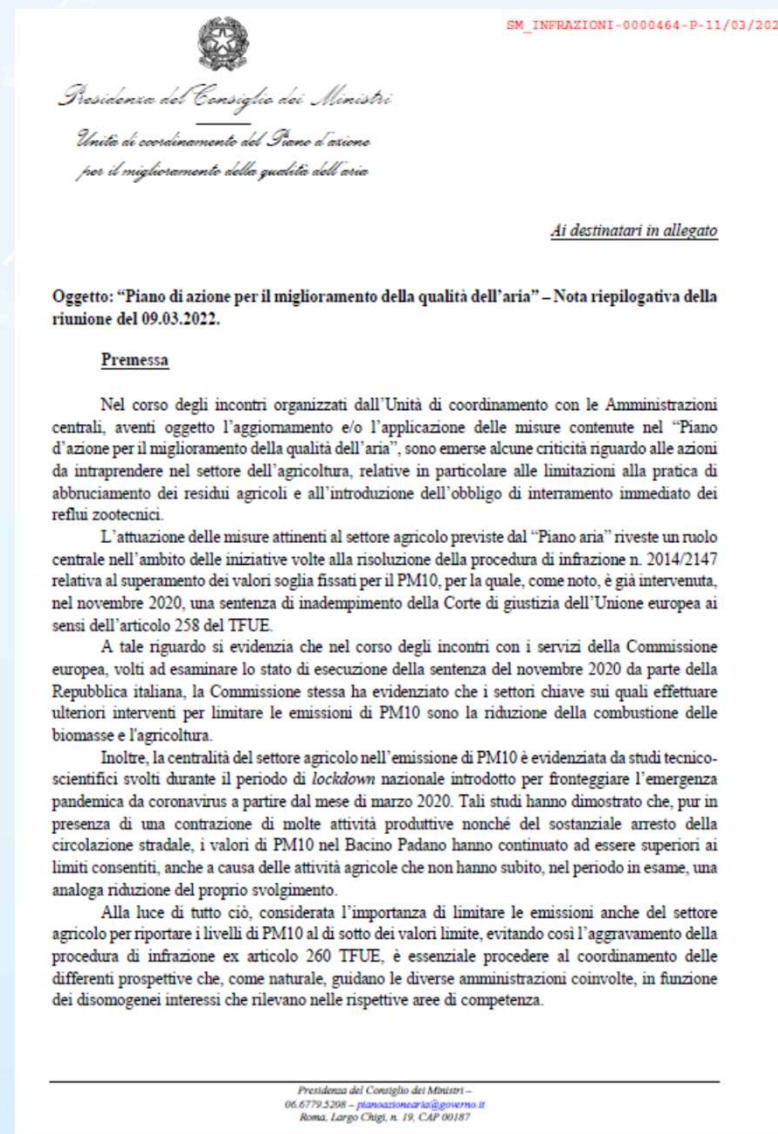 SM_INFRAZIONI-0000464-P-11/03/202
Presidenza del Consiglio dei Ministri
Unità di coordinamento del Piano d'azione
per il miglioramento della qualità dell'aria
Ai destinatari in allegato
Oggetto: “Piano di azione per il miglioramento della qualità dell’aria” – Nota riepilogativa della
riunione del 09.03.2022.
Premessa
Nel corso degli incontri organizzati dall’Unità di coordinamento con le Amministrazioni
centrali, aventi oggetto l’aggiornamento e/o l’applicazione delle misure contenute nel “Piano
d’azione per il miglioramento della qualità dell’aria”, sono emerse alcune criticità riguardo alle azioni
da intraprendere nel settore dell’agricoltura, relative in particolare alle limitazioni alla pratica di
abbruciamento dei residui agricoli e all’introduzione dell’obbligo di interramento immediato dei
reflui zootecnici.
L’attuazione delle misure attinenti al settore agricolo previste dal “Piano aria” riveste un ruolo
centrale nell’ambito delle iniziative volte alla risoluzione della procedura di infrazione n. 2014/2147
relativa al superamento dei valori soglia fissati per il PM10, per la quale, come noto, è già intervenuta,
nel novembre 2020, una sentenza di inadempimento della Corte di giustizia dell’Unione europea ai
sensi dell’articolo 258 del TFUE.
A tale riguardo si evidenzia che nel corso degli incontri con i servizi della Commissione
europea, volti ad esaminare lo stato di esecuzione della sentenza del novembre 2020 da parte della
Repubblica italiana, la Commissione stessa ha evidenziato che i settori chiave sui quali effettuare
ulteriori interventi per limitare le emissioni di PM10 sono la riduzione della combustione delle
biomasse e l'agricoltura.
Inoltre, la centralità del settore agricolo nell’emissione di PM10 è evidenziata da studi tecnico-
scientifici svolti durante il periodo di lockdown nazionale introdotto per fronteggiare l’emergenza
pandemica da coronavirus a partire dal mese di marzo 2020. Tali studi hanno dimostrato che, pur in
presenza di una contrazione di molte attività produttive nonché del sostanziale arresto della
circolazione stradale, i valori di PM10 nel Bacino Padano hanno continuato ad essere superiori ai
limiti consentiti, anche a causa delle attività agricole che non hanno subito, nel periodo in esame, una
analoga riduzione del proprio svolgimento.
Alla luce di tutto ciò, considerata l’importanza di limitare le emissioni anche del settore
agricolo per riportare i livelli di PM10 al di sotto dei valori limite, evitando così l’aggravamento della
procedura di infrazione ex articolo 260 TFUE, è essenziale procedere al coordinamento delle
differenti prospettive che, come naturale, guidano le diverse amministrazioni coinvolte, in funzione
dei disomogenei interessi che rilevano nelle rispettive aree di competenza.
Presidenza del Consiglio dei Ministri –
06.6779.5208 – pianoazionearia@governo.it
Roma, Largo Chigi, n. 19, CAP 00187